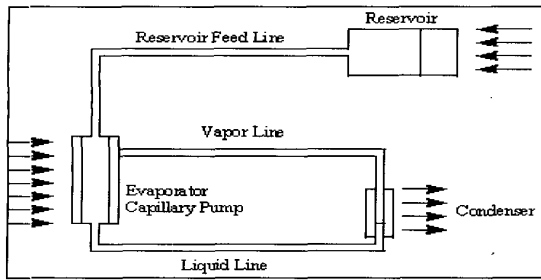 Reservoir
Reservoir Feed Line
Vapor Line
Evaporator
Capillary Pump
Condenser
Liquid Line